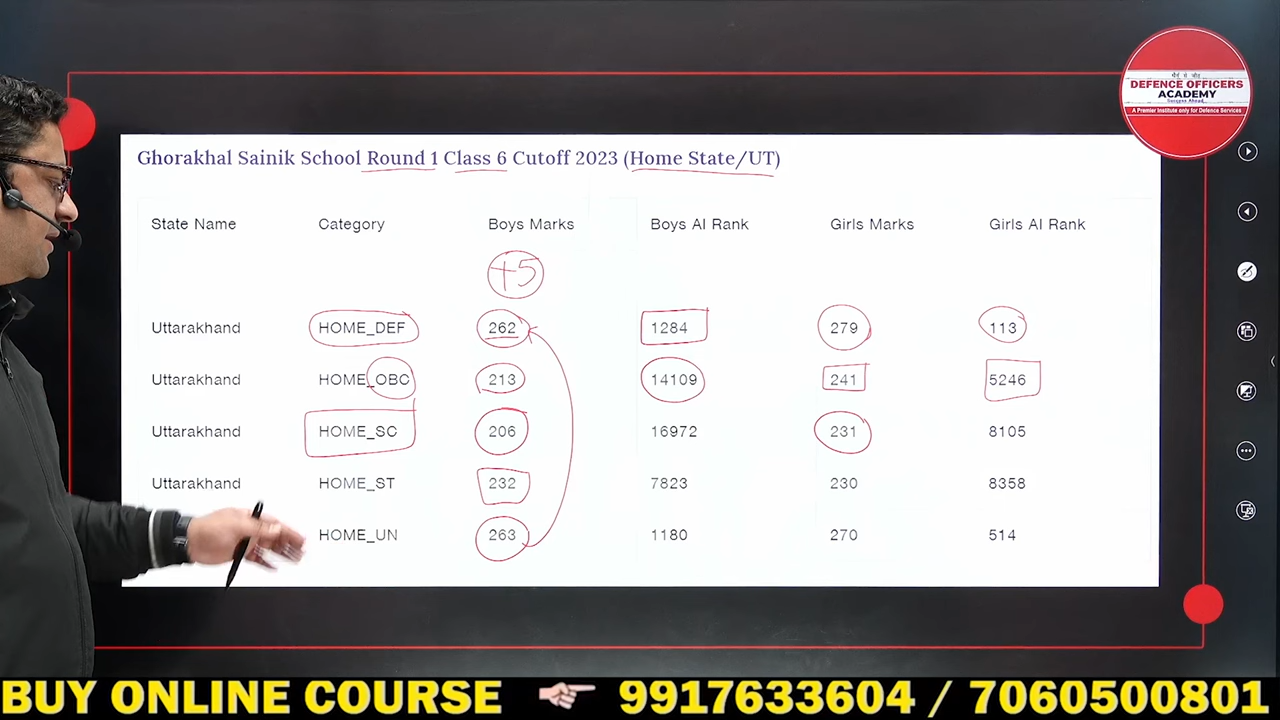 DEFENCE OFFICERS
ACADEMY
A Premier Institute only for Defence Services
Ghorakhal Sainik School Round 1 Class 6 Cutoff 2023 (Home State/UT)
State Name Category Boys Marks Boys AI Rank Girls Marks Girls AI Rank
+5
Uttarakhand HOME_DEF 262 1284 279 113
Uttarakhand HOME_OBC 213 14109 241 5246
Uttarakhand HOME_SC 206 16972 231 8105
Uttarakhand HOME_ST 232 7823 230 8358
HOME_UN 263 1180 270 514
BUY ONLINE COURSE 9917633604 / 7060500801